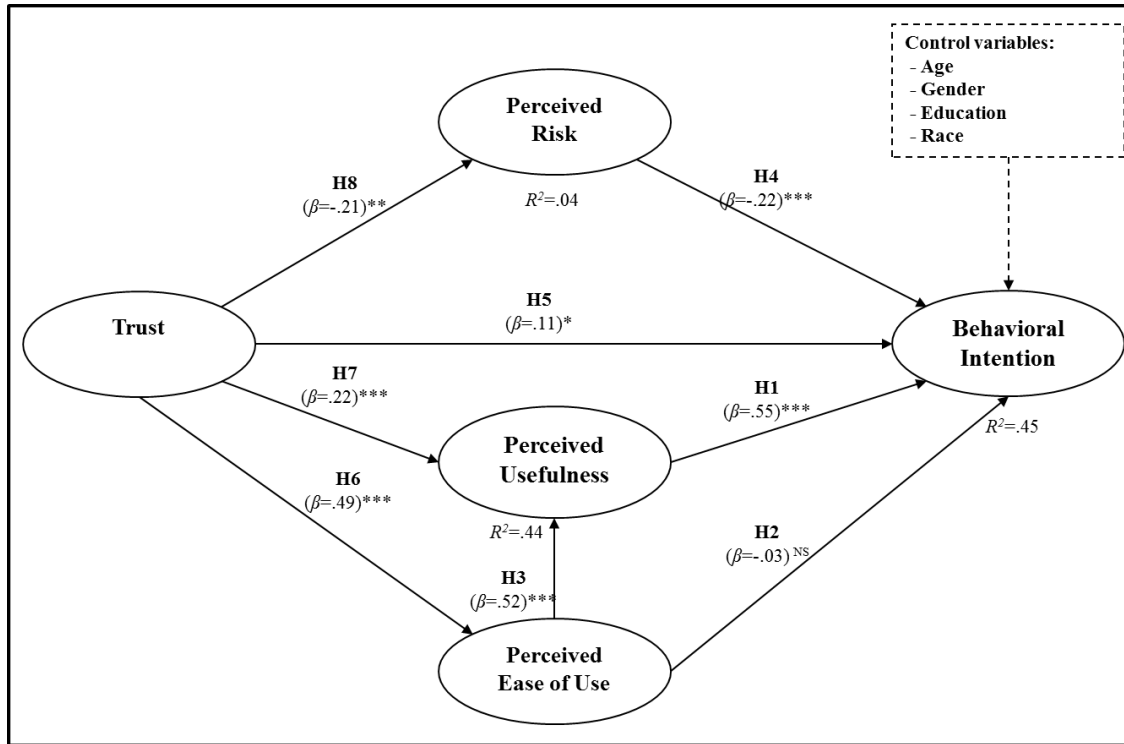 Control variables:
- Age
- Gender
- Education
- Race
Perceived
Risk
R²=.04
H8
(β=-.21)**
H4
(β=-.22)***
Trust
H5
(β=.11)*
Behavioral
Intention
R²=.45
H7
(β=.22)***
H1
(β=.55)***
Perceived
Usefulness
R²=.44
H6
(β=.49)***
H2
(β=-.03) NS
H3
(β=.52)***
Perceived
Ease of Use